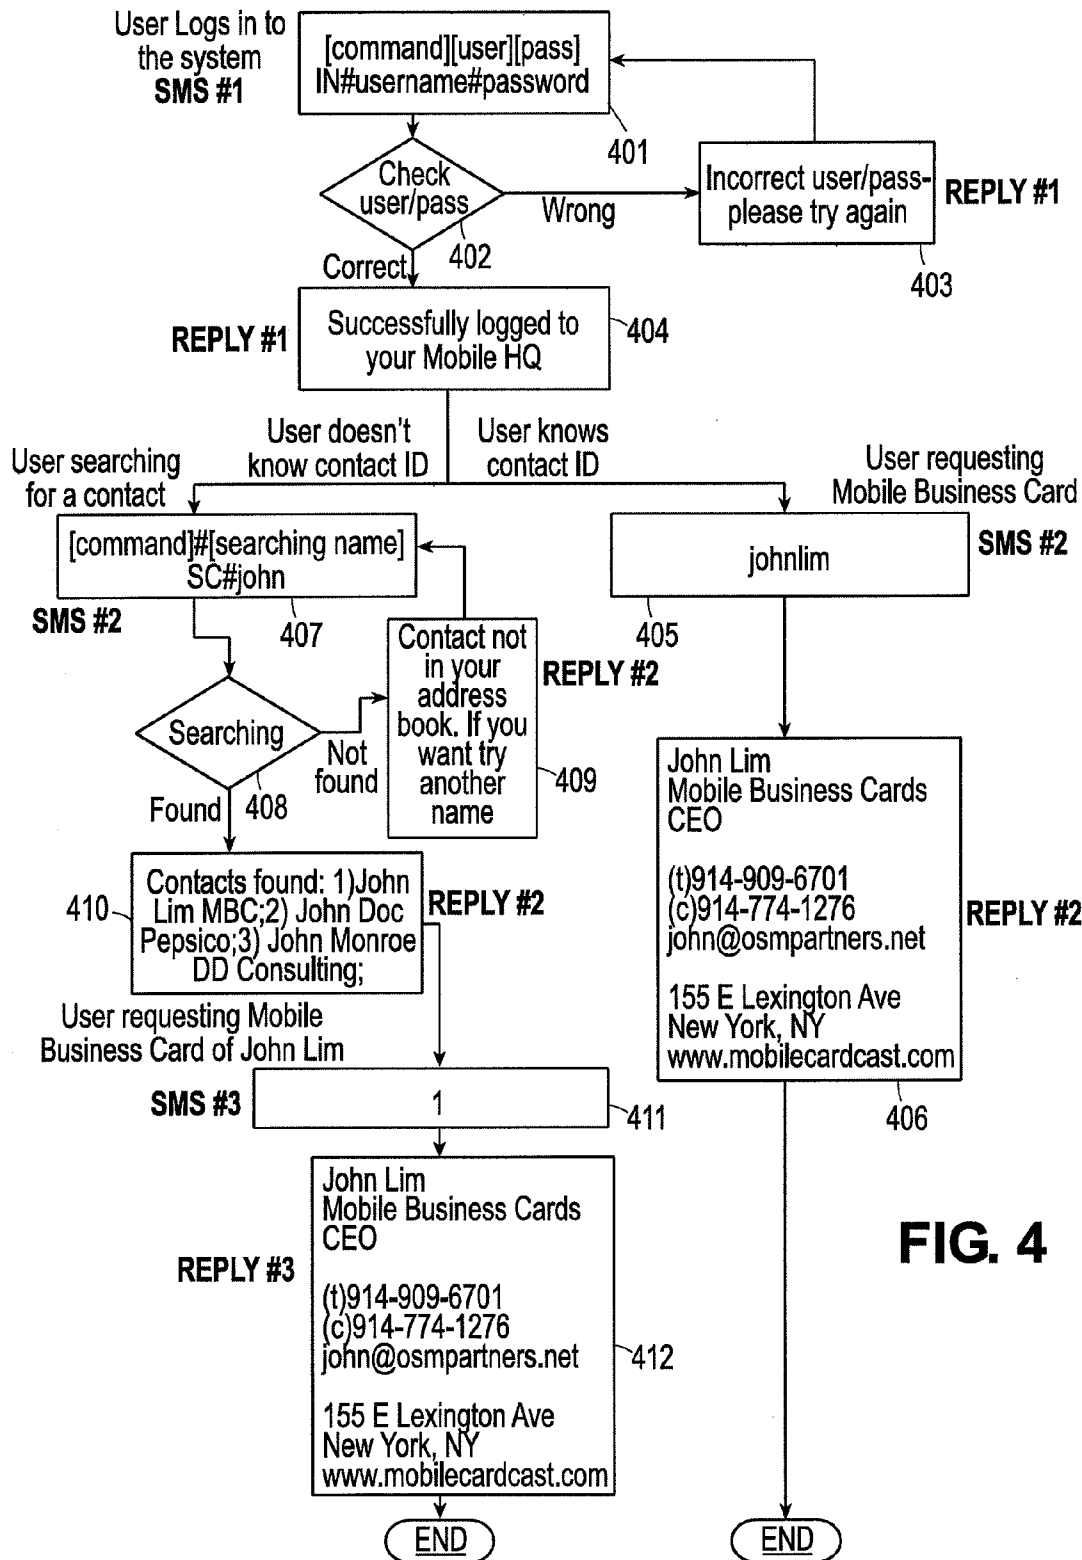 User Logs in to
the system
SMS #1
[command][user][pass]
IN#username#password
401
Check
user/pass
402
Wrong
Incorrect user/pass-
please try again
REPLY #1
403
Correct
REPLY #1
Successfully logged to
your Mobile HQ
404
User doesn't
know contact ID
User knows
contact ID
User searching
for a contact
[command]#[searching name]
SC#john
SMS #2
407
User requesting
Mobile Business Card
johnlim
SMS #2
405
Searching
408
Not
found
Contact not
in your
address
book. If you
want try
another
name
REPLY #2
409
Found
410
Contacts found: 1)John
Lim MBC;2) John Doc
Pepsico;3) John Monroe
DD Consulting;
REPLY #2
John Lim
Mobile Business Cards
CEO
(t)914-909-6701
(c)914-774-1276
john@osmpartners.net
155 E Lexington Ave
New York, NY
www.mobilecardcast.com
REPLY #2
406
User requesting Mobile
Business Card of John Lim
SMS #3
1
411
John Lim
Mobile Business Cards
CEO
(t)914-909-6701
(c)914-774-1276
john@osmpartners.net
155 E Lexington Ave
New York, NY
www.mobilecardcast.com
REPLY #3
412
FIG. 4
END
END